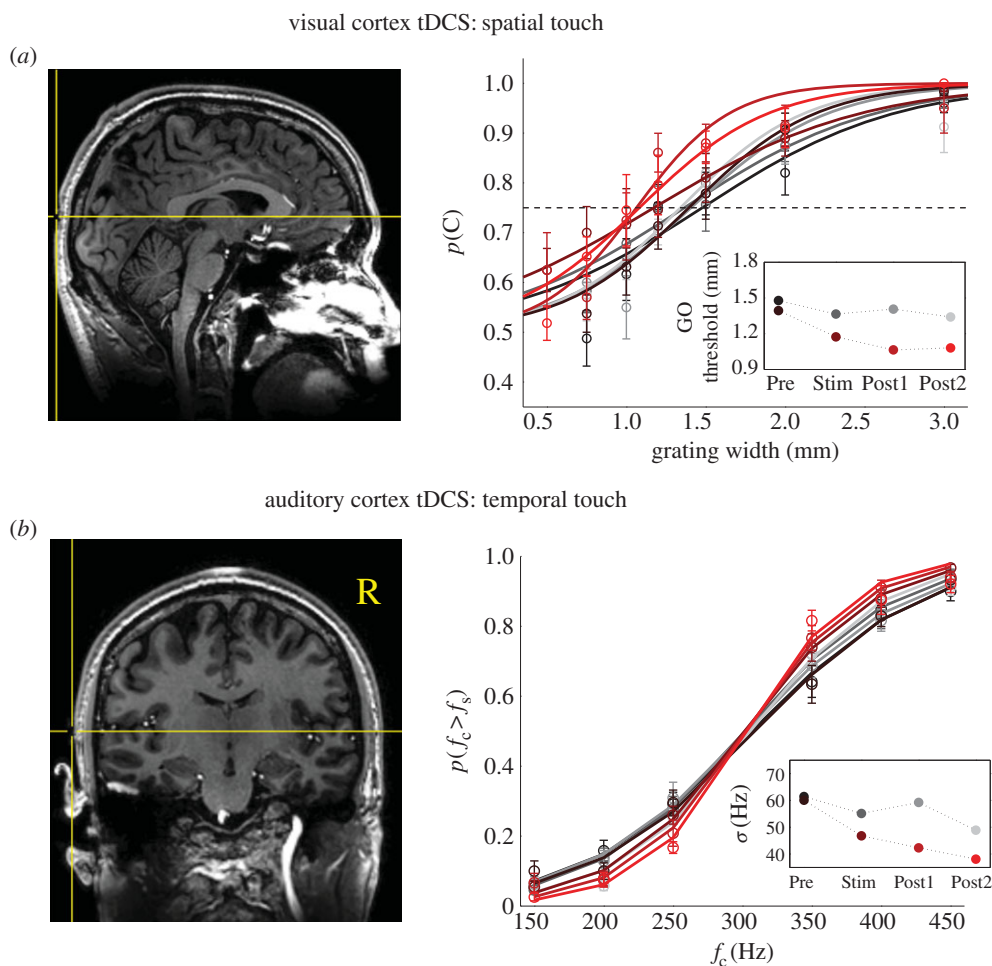 visual cortex tDCS: spatial touch
(a)
1.0
0.9
0.8
0.7
0.6
0.5
0.4
p(C)
0.5 1.0 1.5 2.0 2.5 3.0
grating width (mm)
GO
threshold (mm)
1.8
1.5
1.2
0.9
Pre Stim Post1 Post2
auditory cortex tDCS: temporal touch
(b)
R
1.0
0.8
0.6
0.4
0.2
0
p(fc > fs)
150 200 250 300 350 400 450
fc (Hz)
σ (Hz)
70
60
50
40
Pre Stim Post1 Post2